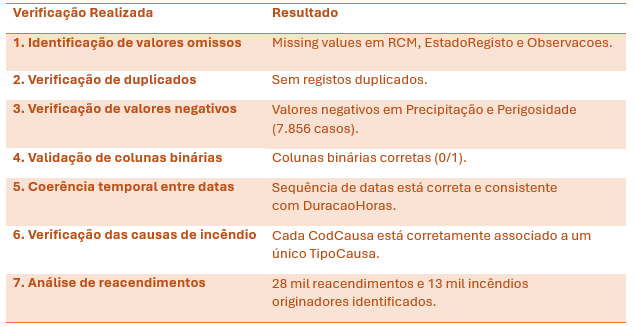 Verificação Realizada Resultado
1. Identificação de valores omissos Missing values em RCM, EstadoRegisto e Observacoes.
2. Verificação de duplicados Sem registos duplicados.
3. Verificação de valores negativos Valores negativos em Precipitação e Perigosidade
(7.856 casos).
4. Validação de colunas binárias Colunas binárias corretas (0/1).
5. Coerência temporal entre datas Sequência de datas está correta e consistente
com DuracaoHoras.
6. Verificação das causas de incêndio Cada CodCausa está corretamente associado a um
único TipoCausa.
7. Análise de reacendimentos 28 mil reacendimentos e 13 mil incêndios
originadores identificados.